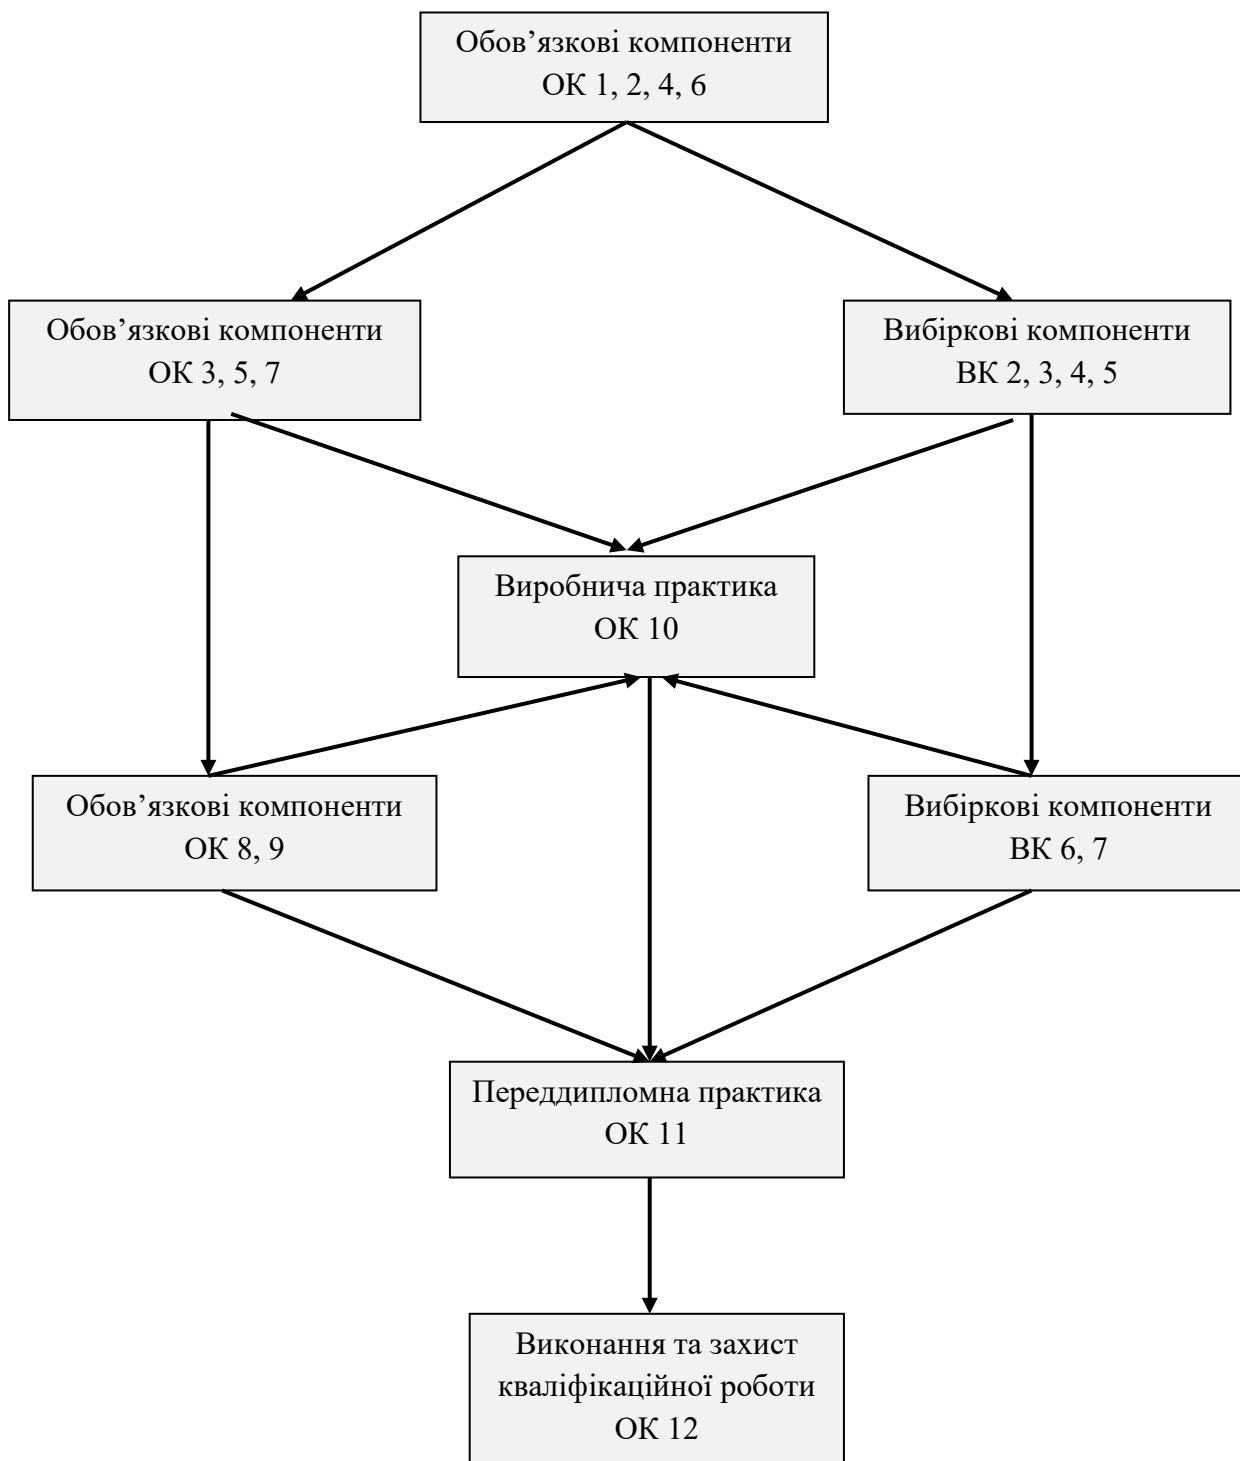 Обов’язкові компоненти
ОК 1, 2, 4, 6
Обов’язкові компоненти
ОК 3, 5, 7
Вибіркові компоненти
ВК 2, 3, 4, 5
Виробнича практика
ОК 10
Обов’язкові компоненти
ОК 8, 9
Вибіркові компоненти
ВК 6, 7
Переддипломна практика
ОК 11
Виконання та захист
кваліфікаційної роботи
ОК 12